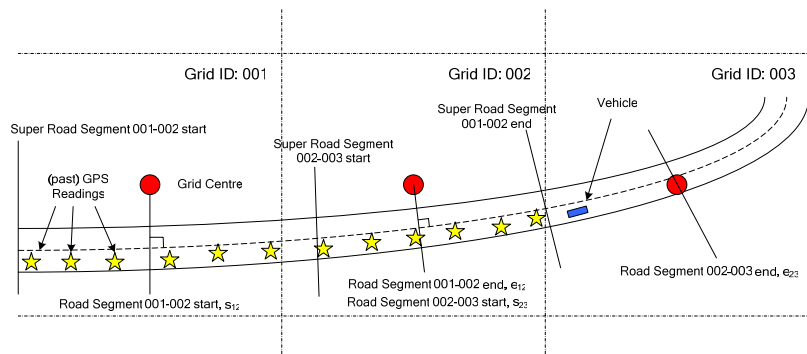 Grid ID: 001
Grid ID: 002
Grid ID: 003
Super Road Segment 001-002 start
(past) GPS
Readings
Grid Centre
Super Road Segment
002-003 start
Super Road Segment
001-002 end
Vehicle
Road Segment 001-002 start, s12
Road Segment 001-002 end, e12
Road Segment 002-003 start, s23
Road Segment 002-003 end, e23